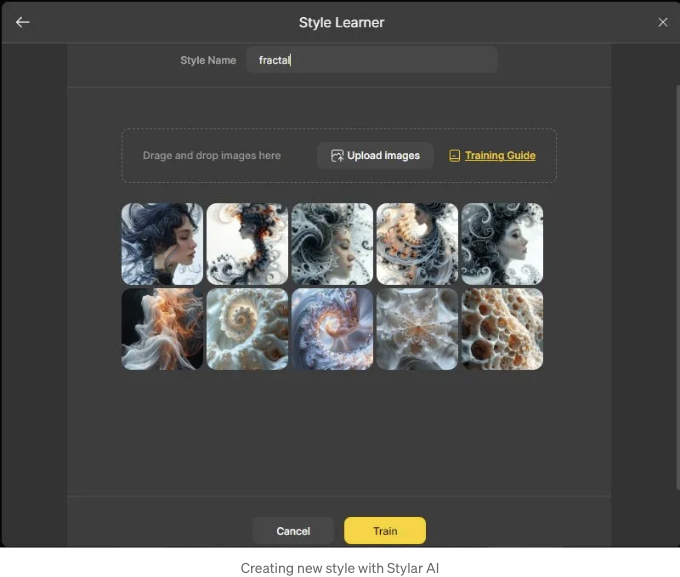 Style Learner
Style Name fractal
Drage and drop images here Upload images Training Guide
Cancel Train
Creating new style with Stylar AI